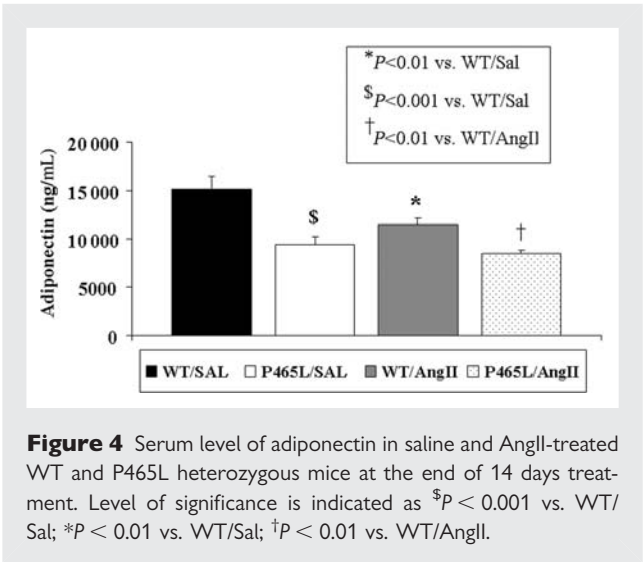 *P<0.01 vs. WT/Sal
$P<0.001 vs. WT/Sal
†P<0.01 vs. WT/AngII
Adiponectin (ng/mL)
20 000
15 000
10 000
5000
0
$
*
†
WT/SAL P465L/SAL WT/AngII P465L/AngII
Figure 4 Serum level of adiponectin in saline and AngII-treated
WT and P465L heterozygous mice at the end of 14 days treat-
ment. Level of significance is indicated as $P < 0.001 vs. WT/
Sal; *P < 0.01 vs. WT/Sal; †P < 0.01 vs. WT/AngII.